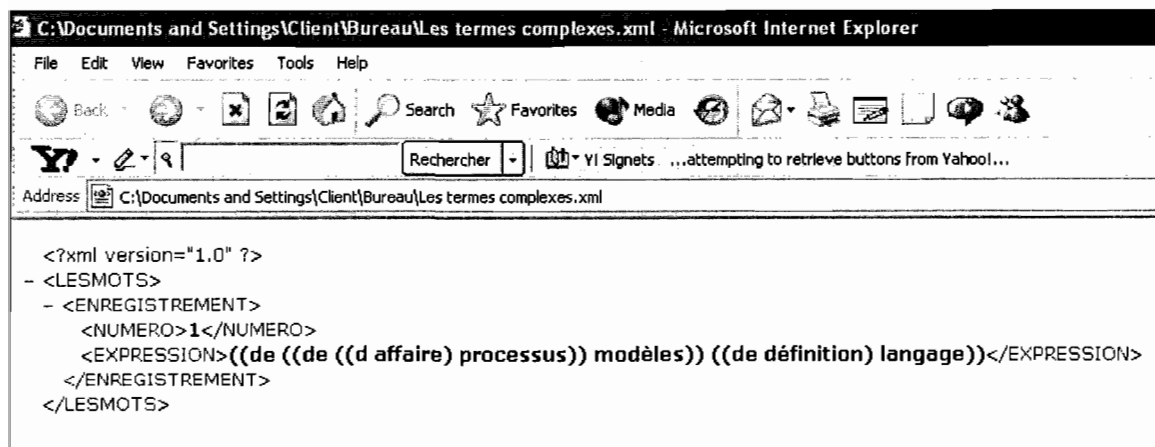 C:\Documents and Settings\Client\Bureau\Les termes complexes.xml - Microsoft Internet Explorer
File Edit View Favorites Tools Help
Back Search Favorites Media
Y! Rechercher Y! Signets ...attempting to retrieve buttons from Yahoo!...
Address C:\Documents and Settings\Client\Bureau\Les termes complexes.xml
<?xml version="1.0" ?>
- <LESMOTS>
- <ENREGISTREMENT>
<NUMERO>1</NUMERO>
<EXPRESSION>((de ((de ((d affaire) processus)) modèles)) ((de définition) langage))</EXPRESSION>
</ENREGISTREMENT>
</LESMOTS>